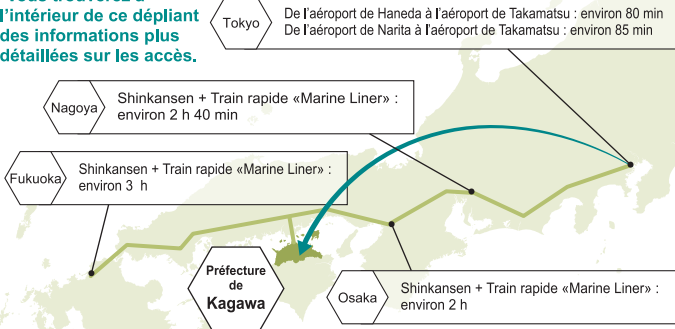 l'intérieur de ce dépliant
des informations plus
détaillées sur les accès.
Tokyo
De l'aéroport de Haneda à l'aéroport de Takamatsu : environ 80 min
De l'aéroport de Narita à l'aéroport de Takamatsu : environ 85 min
Nagoya
Shinkansen + Train rapide «Marine Liner» :
environ 2 h 40 min
Fukuoka
Shinkansen + Train rapide «Marine Liner» :
environ 3 h
Préfecture
de
Kagawa
Osaka
Shinkansen + Train rapide «Marine Liner» :
environ 2 h